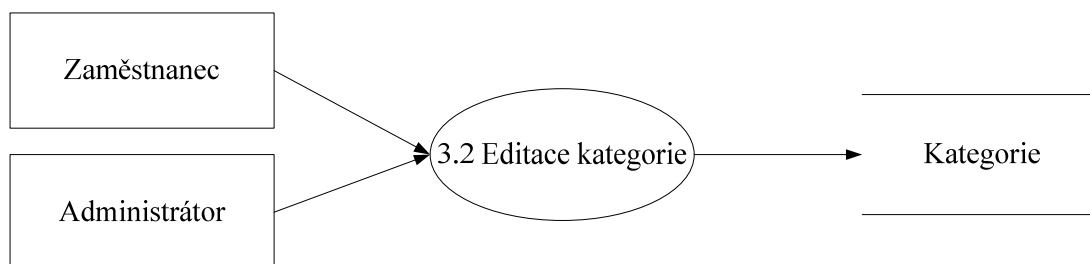 Zaměstnanec
Administrátor
3.2 Editace kategorie
Kategorie